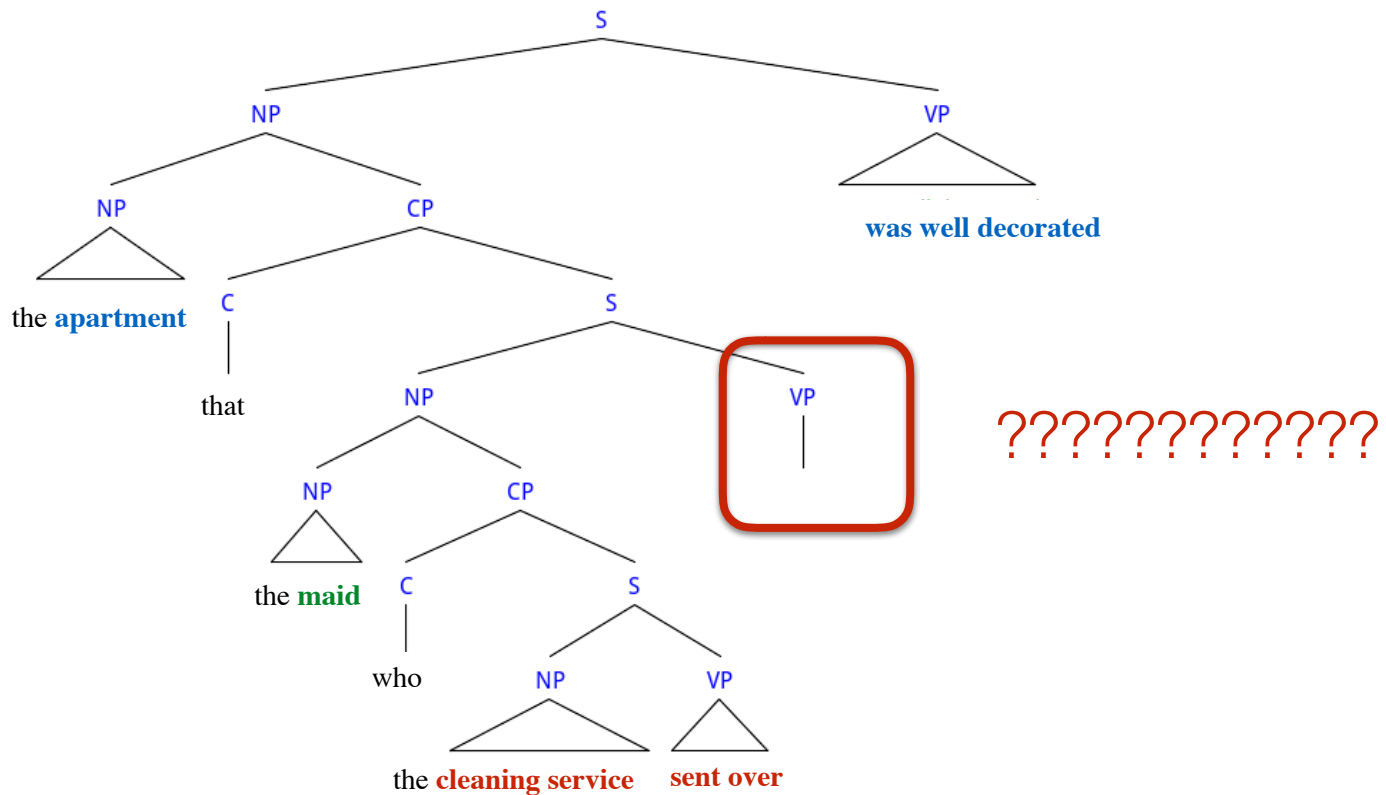 S
NP VP
NP CP
was well decorated
C S
the apartment
NP VP
that
????????????
NP CP
C S
the maid
who
NP VP
the cleaning service sent over